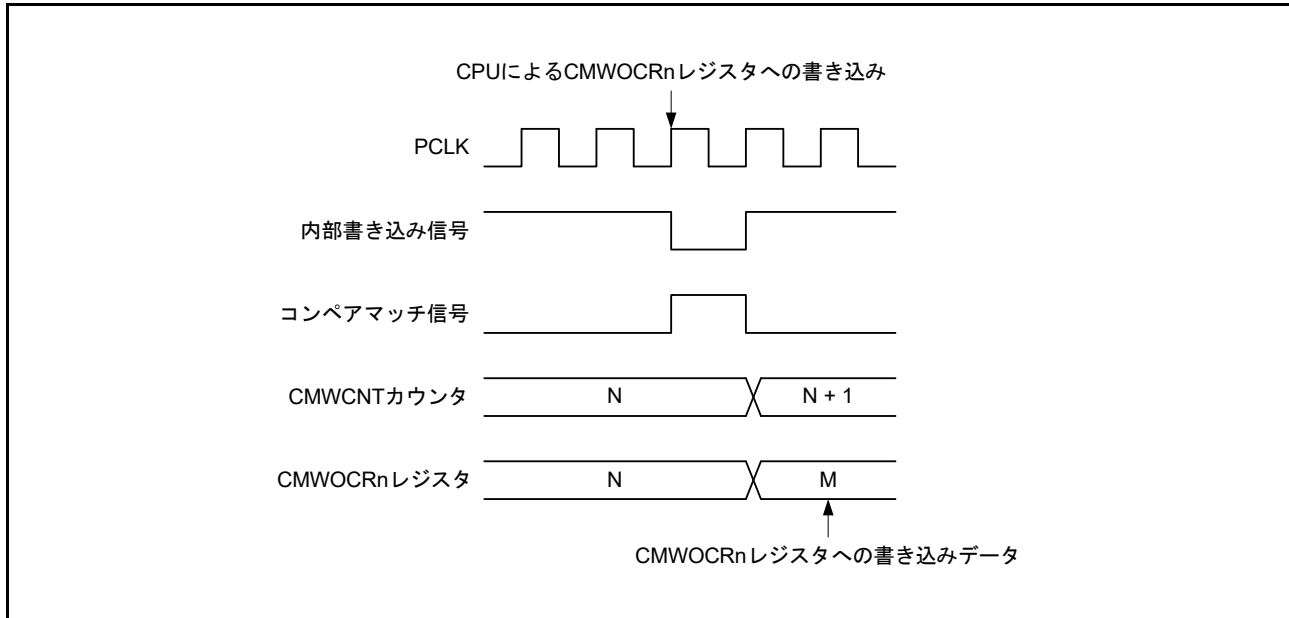 CPUによるCMWOCRnレジスタへの書き込み
PCLK
内部書き込み信号
コンペアマッチ信号
CMWCNTカウンタ N N + 1
CMWOCRnレジスタ N M
CMWOCRnレジスタへの書き込みデータ